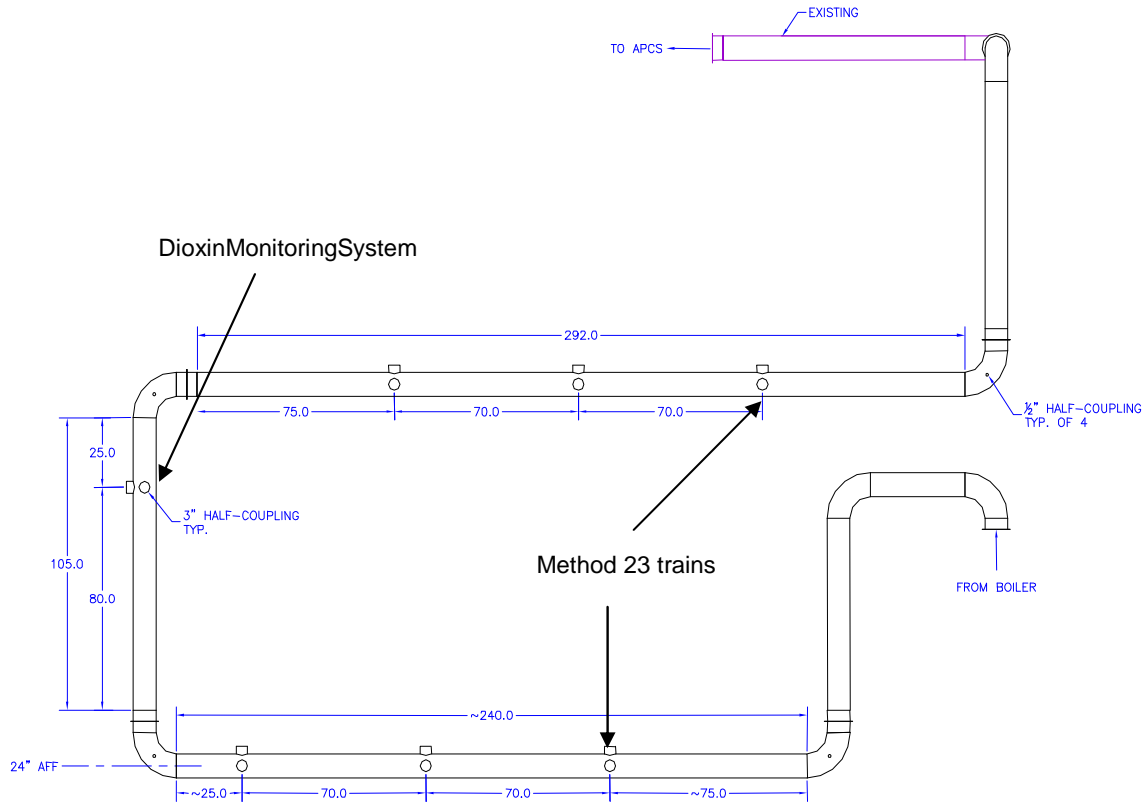 EXISTING
TO APCS
DioxinMonitoringSystem
292.0
75.0
70.0
70.0
½" HALF-COUPLING
TYP. OF 4
25.0
3" HALF-COUPLING
TYP.
105.0
80.0
Method 23 trains
FROM BOILER
~240.0
24" AFF
~25.0
70.0
70.0
~75.0